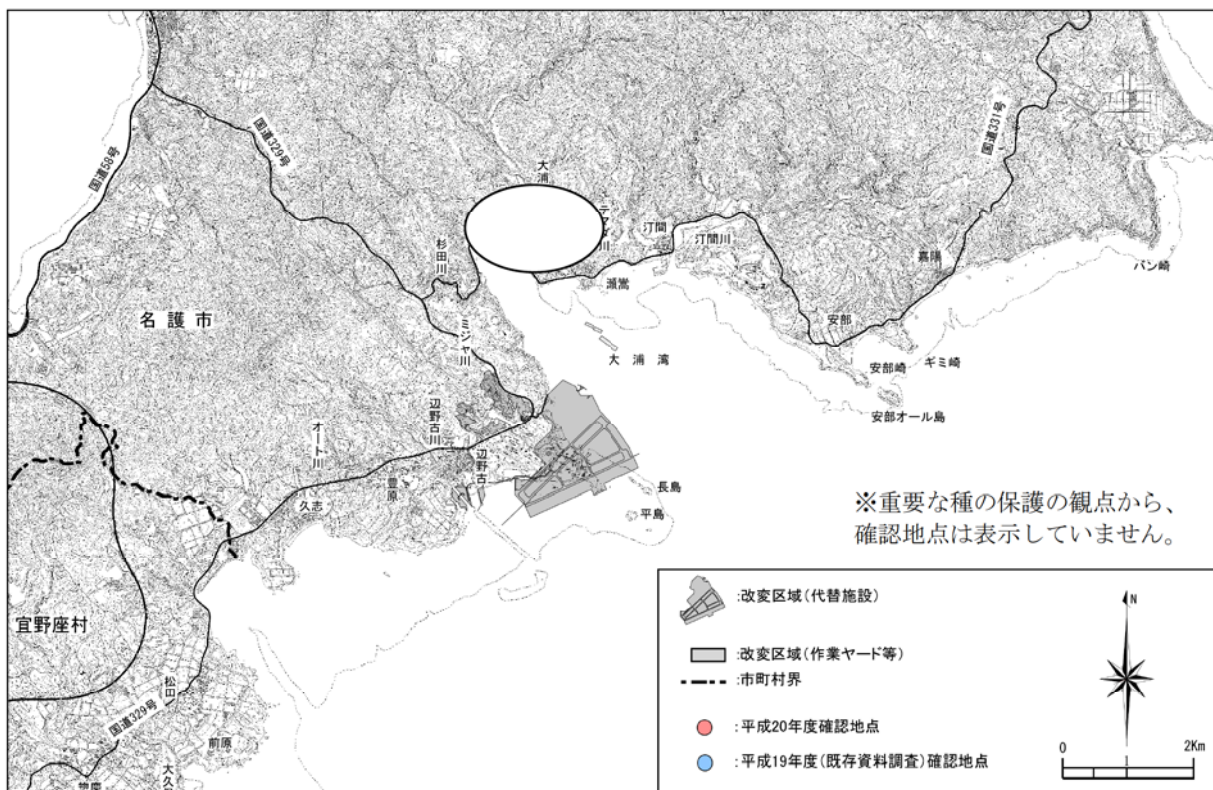 国道58号
国道329号
国道331号
大浦
テマ 川
汀間
汀間川
杉田川
瀬嵩
嘉陽
バン崎
名護市
ミジャ川
大浦湾
安部
安部崎
ギミ崎
安部オール島
辺野古川
辺野古
オート川
豊原
久志
長島
平島
※重要な種の保護の観点から、
確認地点は表示していません。
宜野座村
松田
国道329号
前原
大久
惣慶
:改変区域(代替施設)
:改変区域(作業ヤード等)
:市町村界
:平成20年度確認地点
:平成19年度(既存資料調査)確認地点
N
0 1 2Km